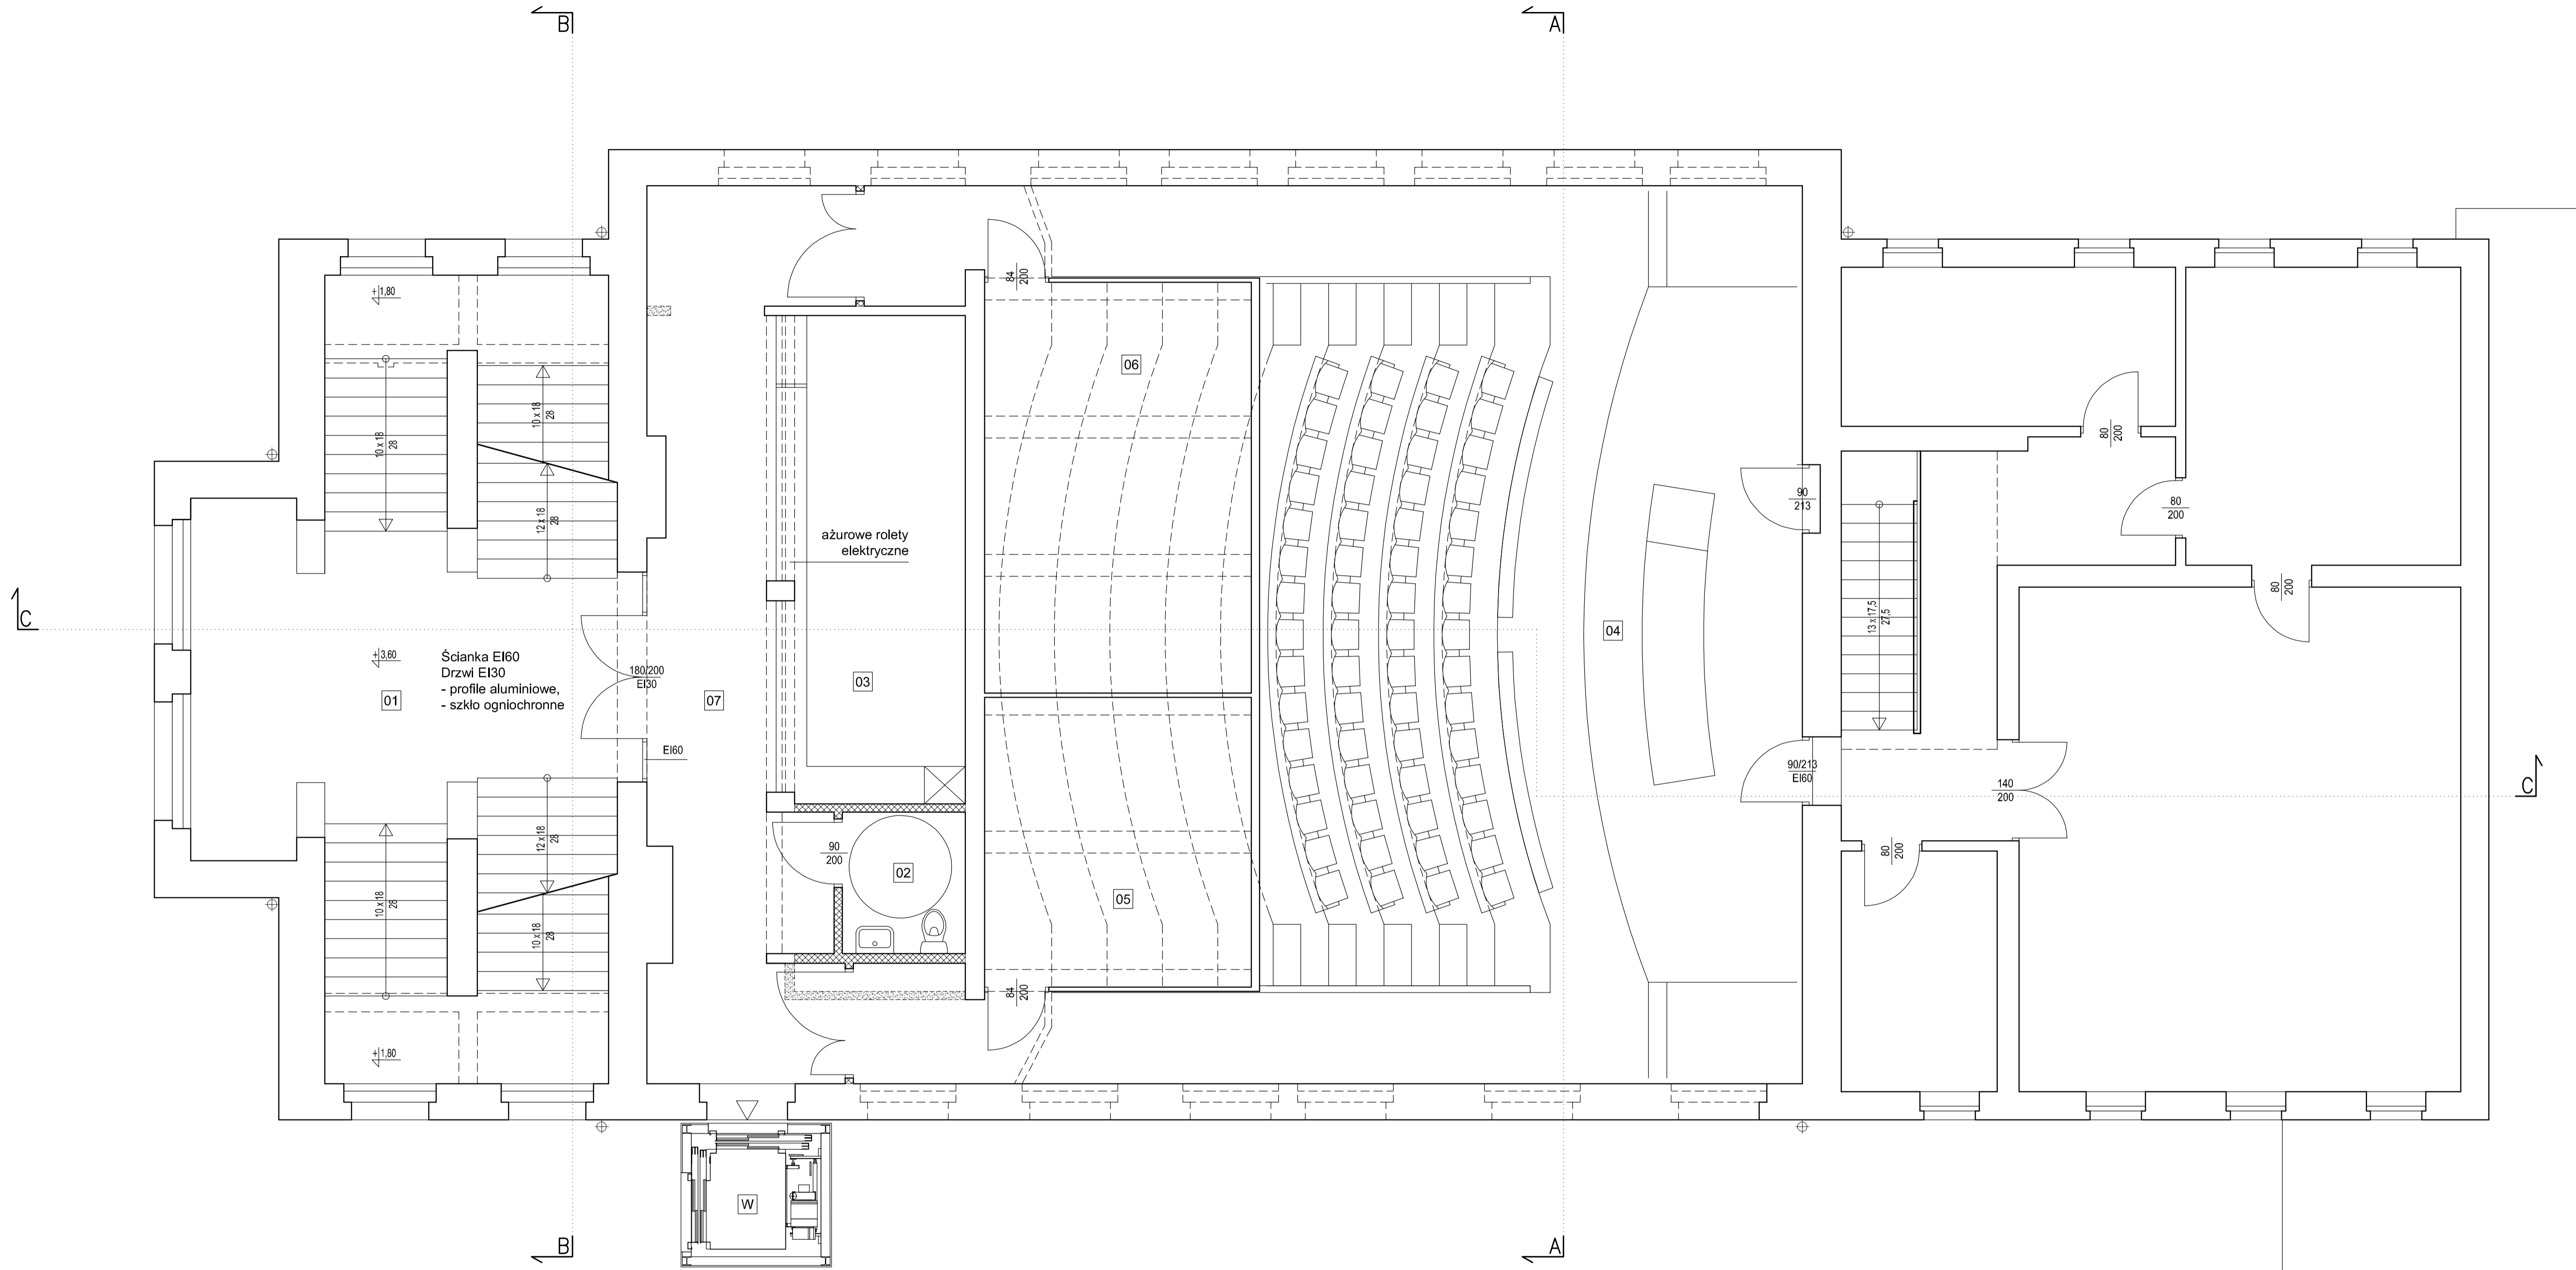 B
A
+1,80
84
200
06
10 x 18
28
10 x 18
28
12 x 18
28
80
200
90
213
80
200
ażurowe rolety
elektryczne
80
200
C
13 x 17,5
27,5
04
+3,60
Ścianka EI60
Drzwi EI30
- profile aluminiowe,
- szkło ogniochronne
180/200
EI30
03
01
07
EI60
90/213
EI60
140
200
C
12 x 18
28
90
200
02
80
200
10 x 18
28
05
10 x 18
28
84
200
+1,80
W
B
A